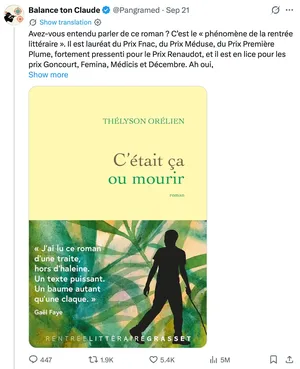 Balance ton Claude @Pangramed · Sep 21
Show translation
Avez-vous entendu parler de ce roman ? C'est le « phénomène de la rentrée
littéraire ». Il est lauréat du Prix Fnac, du Prix Méduse, du Prix Première
Plume, fortement pressenti pour le Prix Renaudot, et il est en lice pour les
prix Goncourt, Femina, Médicis et Décembre. Ah oui,
Show more
THÉLYSON ORÉLIEN
C'était ça
ou mourir
roman
« J'ai lu ce roman
d'une traite,
hors d'haleine.
Un texte puissant.
Un baume autant
qu'une claque. »
Gaël Faye
RENTRÉELITTÉRAIREGRASSET
447 1.9K 5.4K 5M